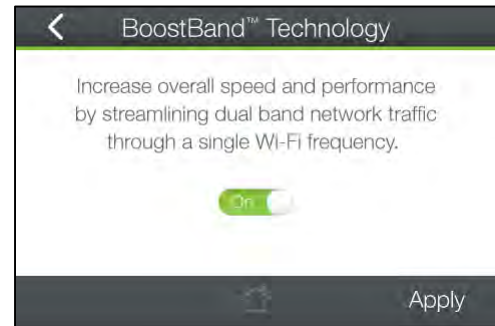 BoostBand™ Technology
Increase overall speed and performance
by streamlining dual band network traffic
through a single Wi-Fi frequency.
On
Apply